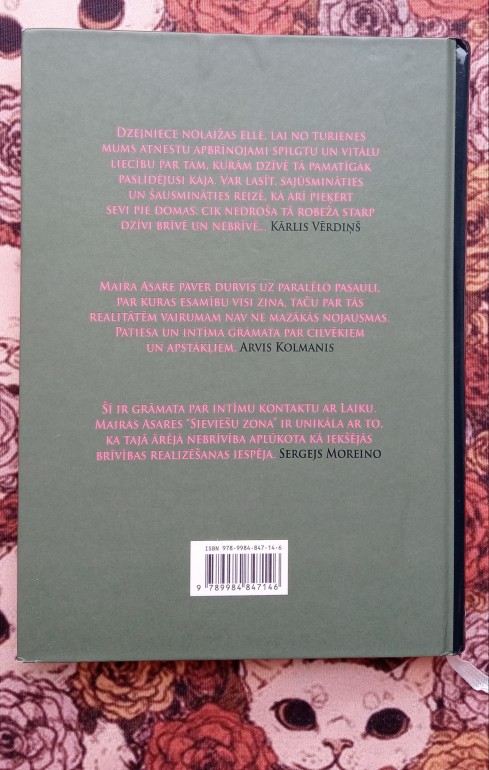 DZEJNIECE NOLAIŽAS ELLĒ, LAI NO TURIENES
MUMS ATNESTU APBRĪNOJAMI SPILGTU UN VITĀLU
LIECĪBU PAR TAM, KURĀM DZĪVĒ TĀ PAMATĪGĀK
PASLĪDĒJUSI KĀJA. VAR LASĪT, SAJŪSMINĀTIES
UN ŠAUSMINĀTIES REIZĒ, KĀ ARĪ PIEĶERT
SEVI PIE DOMAS: CIK NEDROŠA TĀ ROBEŽA STARP
DZĪVI BRĪVĒ UN NEBRĪVĒ... KĀRLIS VĒRDIŅŠ
MAIRA ASARE PAVER DURVIS UZ PARALĒLO PASAULI,
PAR KURAS ESAMĪBU VISI ZINA, TAČU PAR TĀS
REALITĀTĒM VAIRUMAM NAV NE MAZĀKĀS NOJAUSMAS.
PATIESA UN INTĪMA GRĀMATA PAR CILVĒKIEM
UN APSTĀKĻIEM. ARVIS KOLMANIS
ŠĪ IR GRĀMATA PAR INTĪMU KONTAKTU AR LAIKU.
MAIRAS ASARES "SIEVIEŠU ZONA" IR UNIKĀLA AR TO,
KA TAJĀ ĀRĒJĀ NEBRĪVĪBA APLŪKOTA KĀ IEKŠĒJĀS
BRĪVĪBAS REALIZĒŠANAS IESPĒJA. SERGEJS MOREINO
ISBN 978-9984-847-14-6
9 789984 847146